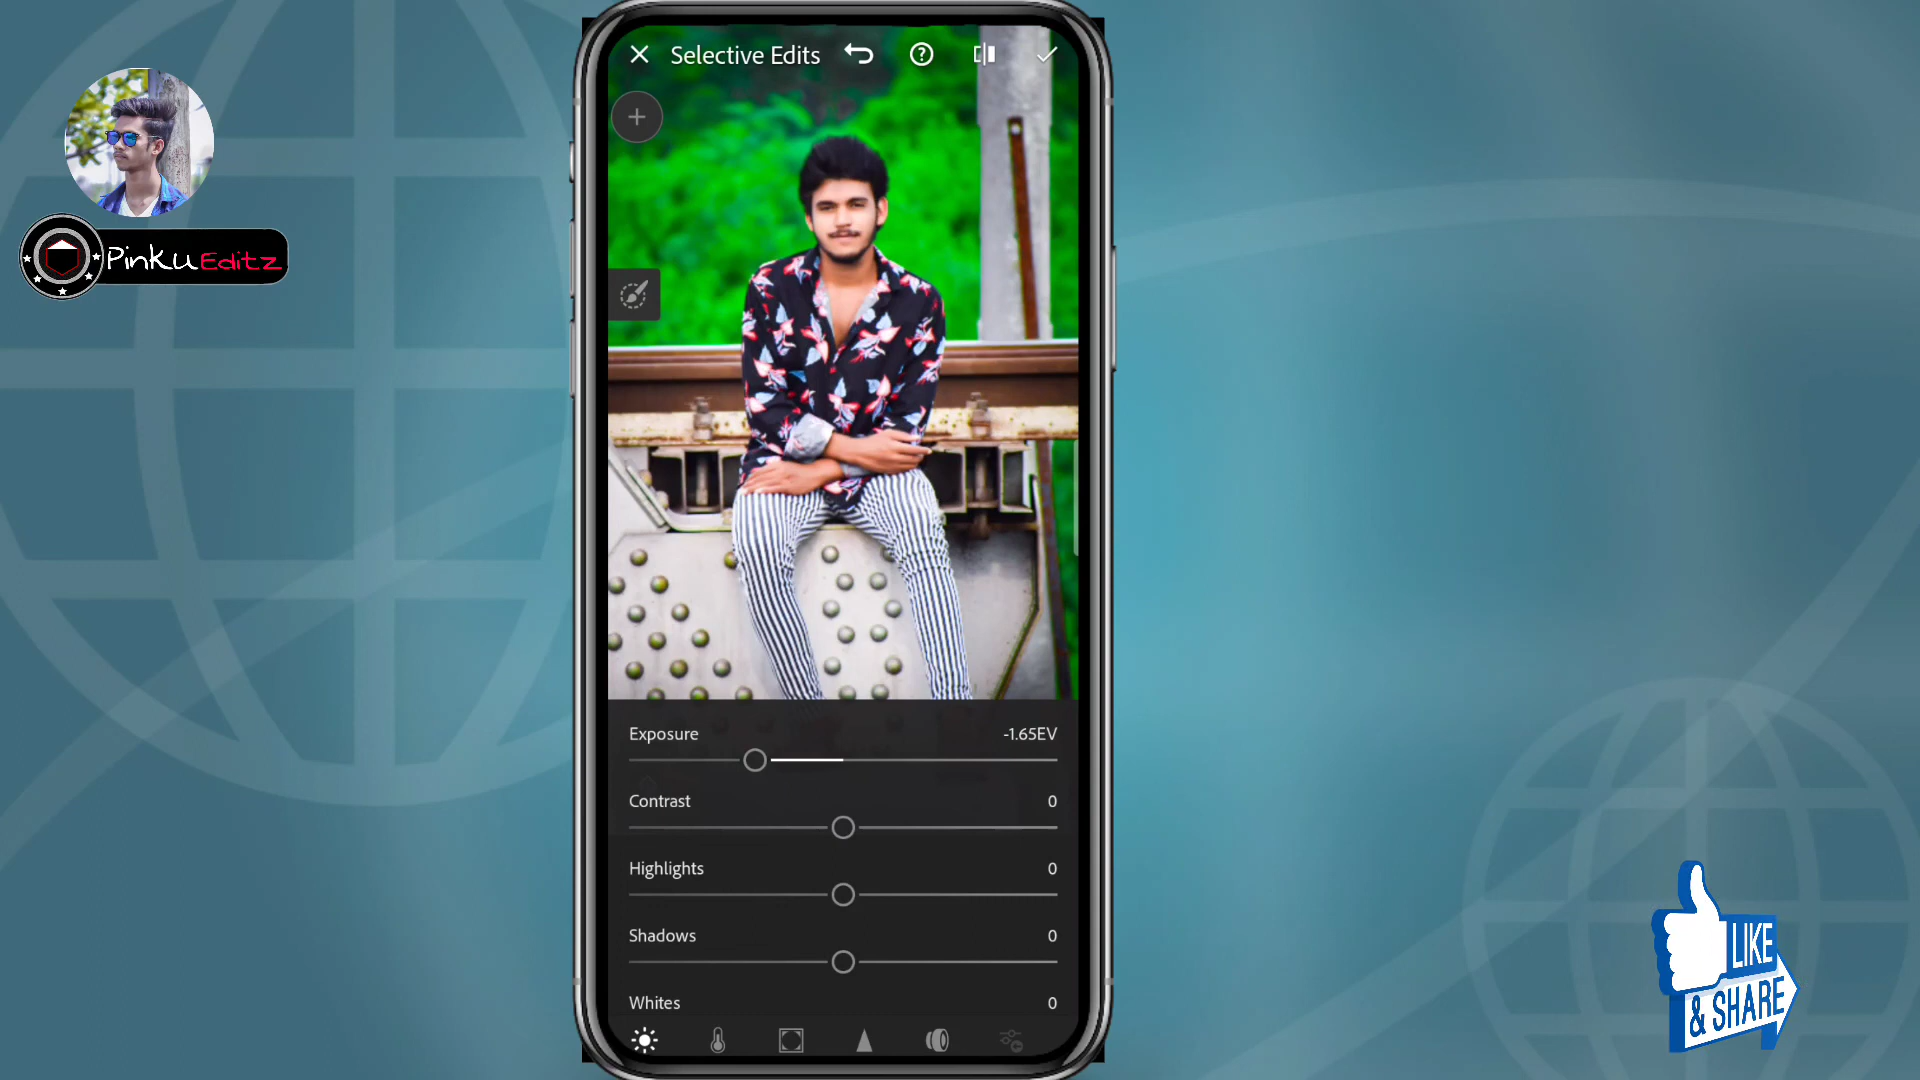 Selective Edits
PinKUEditz
Exposure -1.65EV
Contrast 0
Highlights 0
Shadows 0
Whites 0
LIKE
& SHARE